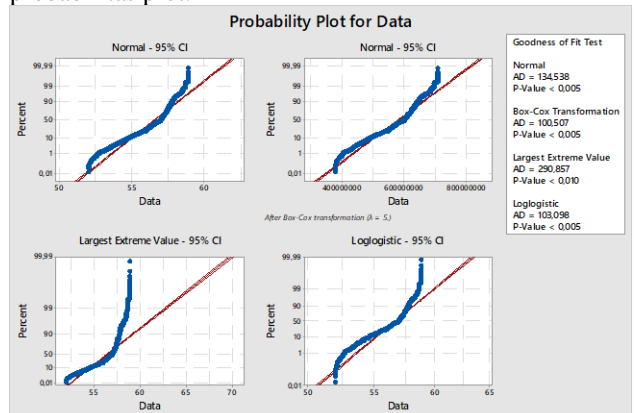 Probability Plot for Data
Normal - 95% CI
99,99
99
90
50
10
1
0,01
Percent
50
55
60
Data
Normal - 95% CI
99,99
99
90
50
10
1
0,01
Percent
400000000
600000000
800000000
Data
After Box-Cox transformation (λ = 5,)
Goodness of Fit Test
Normal
AD = 134,538
P-Value < 0,005
Box-Cox Transformation
AD = 100,507
P-Value < 0,005
Largest Extreme Value
AD = 290,857
P-Value < 0,010
Loglogistic
AD = 103,098
P-Value < 0,005
Largest Extreme Value - 95% CI
99,99
99
90
50
10
0,01
Percent
55
60
65
70
Data
Loglogistic - 95% CI
99,99
99
90
50
10
1
0,01
Percent
50
55
60
65
Data